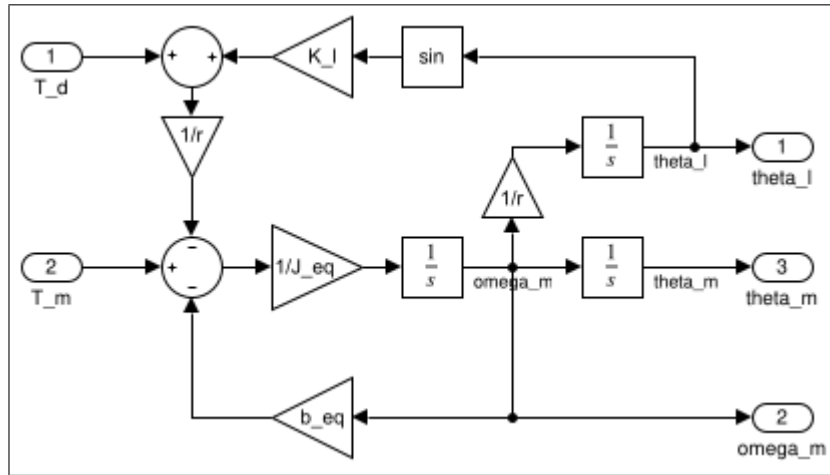 1
T_d
+
+
K_l
sin
1/r
1
s
theta_l
1
theta_l
1/r
2
T_m
−
+
−
1/J_eq
1
s
omega_m
1
s
theta_m
3
theta_m
b_eq
2
omega_m